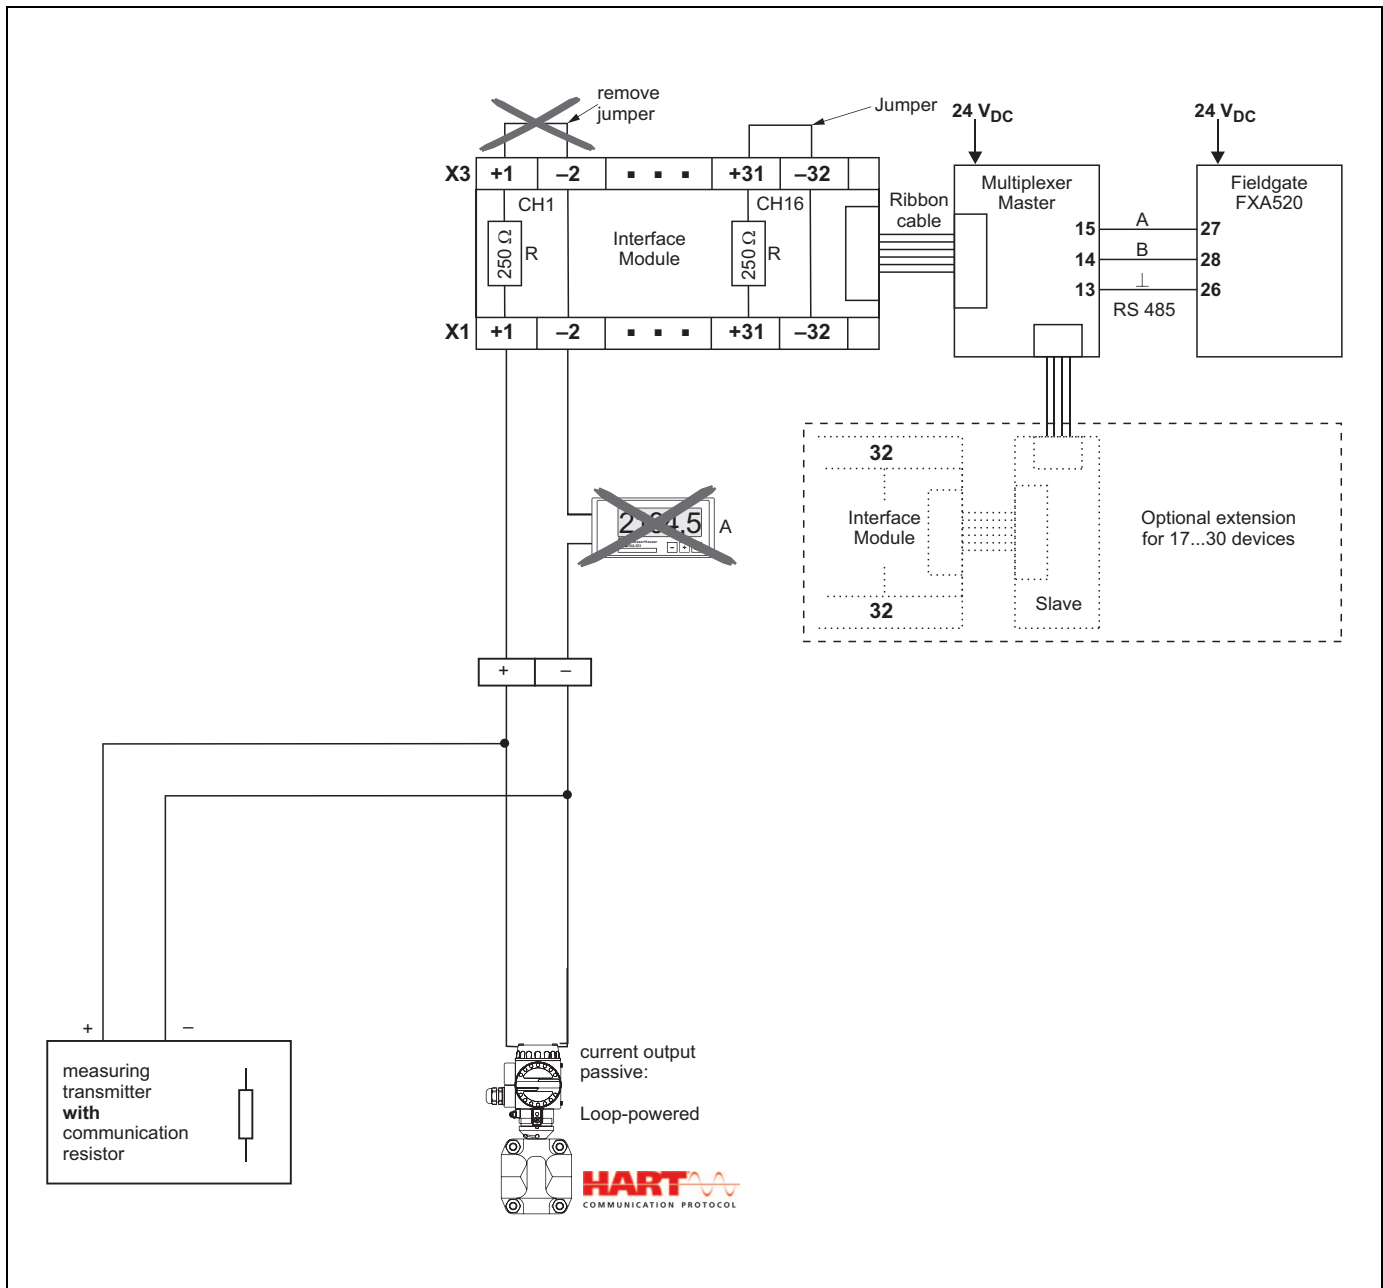 remove
jumper
Jumper
24 VDC
24 VDC
X3 +1 –2 ▪ ▪ ▪ +31 –32
CH1
CH16
250 Ω
R
Interface
Module
250 Ω
R
X1 +1 –2 ▪ ▪ ▪ +31 –32
Ribbon
cable
Multiplexer
Master
15
14
13
A
B
⊥
RS 485
Fieldgate
FXA520
27
28
26
A
32
Interface
Module
32
Slave
Optional extension
for 17...30 devices
+ –
+ –
measuring
transmitter
with
communication
resistor
current output
passive:
Loop-powered
HART
COMMUNICATION PROTOCOL